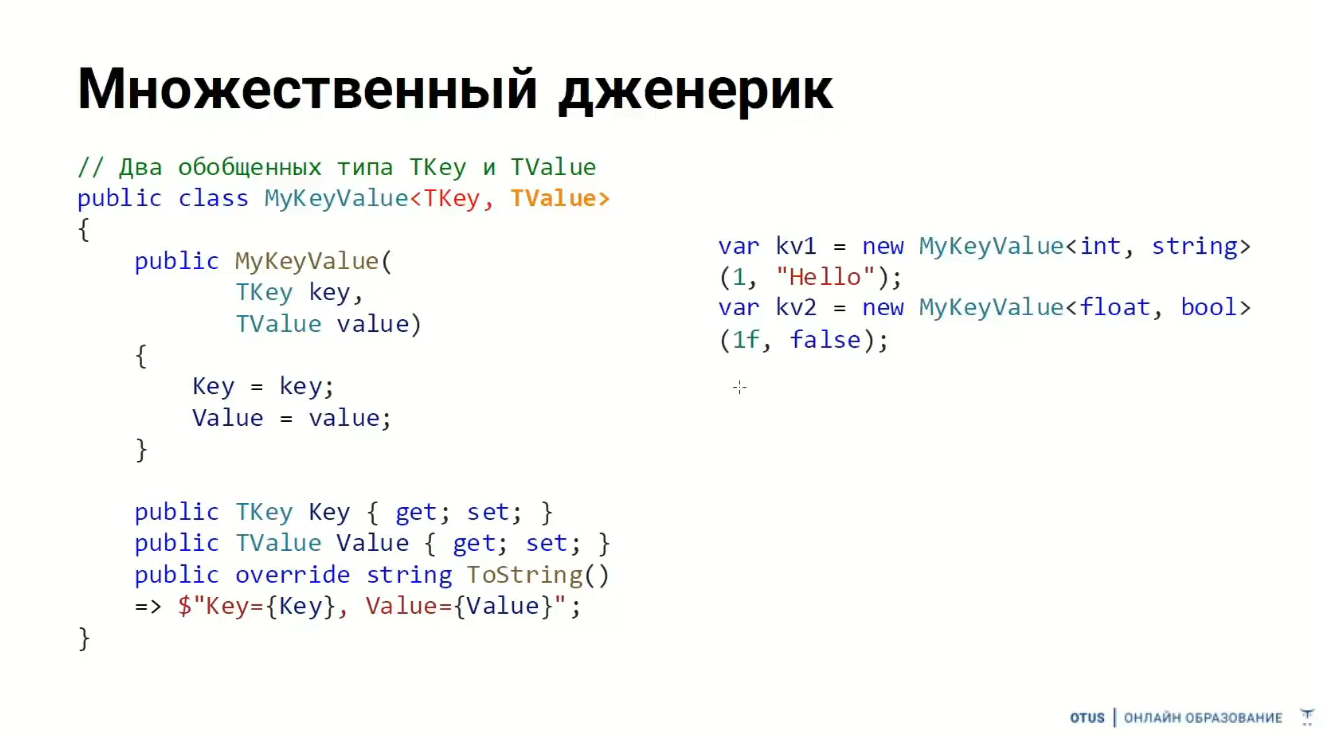 Множественный дженерик
// Два обобщенных типа TKey и TValue
public class MyKeyValue<TKey, TValue>
{
    public MyKeyValue(
           TKey key,
           TValue value)
    {
        Key = key;
        Value = value;
    }
    public TKey Key { get; set; }
    public TValue Value { get; set; }
    public override string ToString()
    => $"Key={Key}, Value={Value}";
}
var kv1 = new MyKeyValue<int, string>
(1, "Hello");
var kv2 = new MyKeyValue<float, bool>
(1f, false);
OTUS | ОНЛАЙН ОБРАЗОВАНИЕ